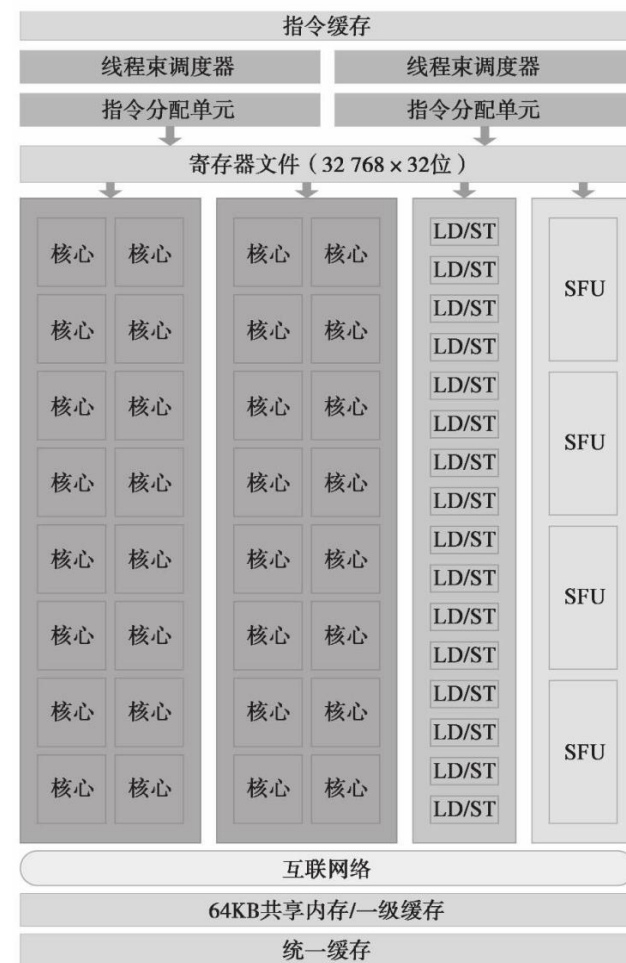 指令缓存
线程束调度器 线程束调度器
指令分配单元 指令分配单元
寄存器文件（32 768×32位）
LD/ST
核心 核心 核心 核心
LD/ST
SFU
LD/ST
核心 核心 核心 核心
LD/ST
LD/ST
核心 核心 核心 核心
LD/ST
SFU
LD/ST
核心 核心 核心 核心
LD/ST
LD/ST
核心 核心 核心 核心
LD/ST
SFU
LD/ST
核心 核心 核心 核心
LD/ST
LD/ST
核心 核心 核心 核心
LD/ST
SFU
LD/ST
核心 核心 核心 核心
LD/ST
互联网络
64KB共享内存/一级缓存
统一缓存